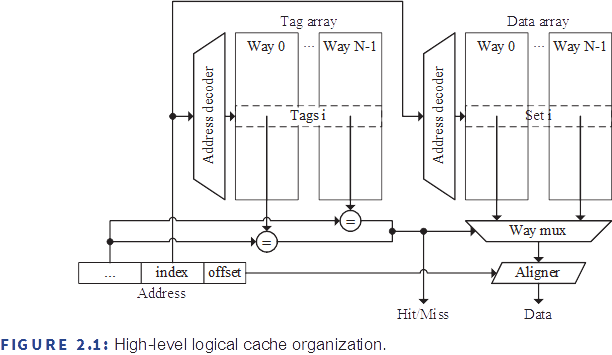 Tag array
Data array
Way 0 ... Way N-1
Way 0 ... Way N-1
Address decoder
Tags i
Address decoder
Set i
=
=
Way mux
... index offset
Aligner
Address
Hit/Miss
Data
FIGURE 2.1: High-level logical cache organization.